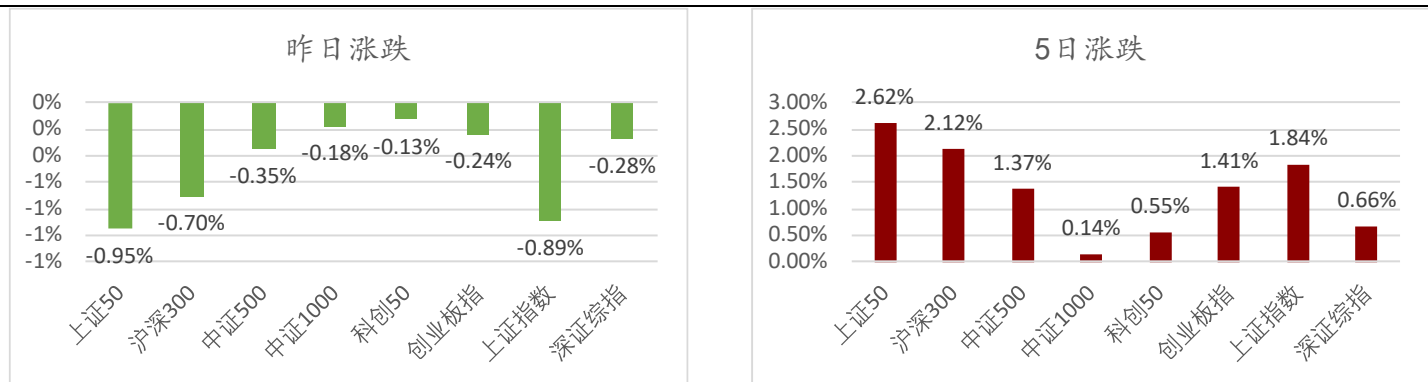 昨日涨跌
0%
0%
0%
-1%
-1%
-1%
-1%
-0.95%
-0.70%
-0.35%
-0.18%
-0.13%
-0.24%
-0.89%
-0.28%
上证50
沪深300
中证500
中证1000
科创50
创业板指
上证指数
深证综指
5日涨跌
3.00%
2.50%
2.00%
1.50%
1.00%
0.50%
0.00%
2.62%
2.12%
1.37%
0.14%
0.55%
1.41%
1.84%
0.66%
上证50
沪深300
中证500
中证1000
科创50
创业板指
上证指数
深证综指